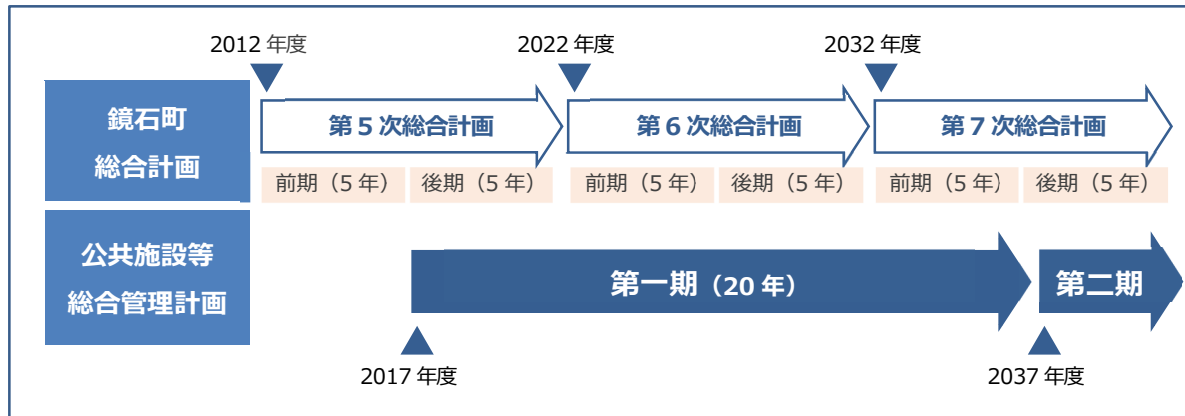 2012 年度
2022 年度
2032 年度
鏡石町
総合計画
第 5 次総合計画
第 6 次総合計画
第 7 次総合計画
前期（5 年）
後期（5 年）
前期（5 年）
後期（5 年）
前期（5 年）
後期（5 年）
公共施設等
総合管理計画
第一期（20 年）
第二期
2017 年度
2037 年度